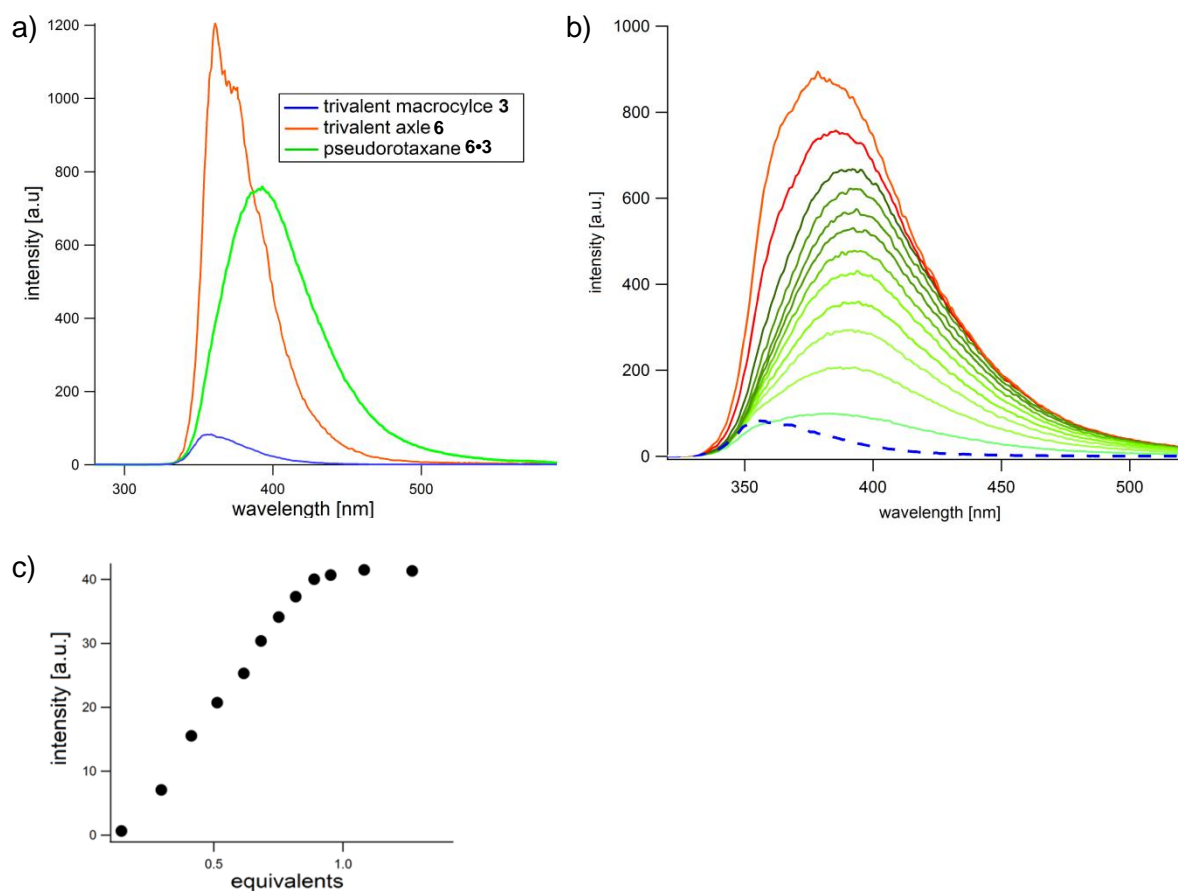 a)
1200
1000
800
600
400
200
0
intensity [a.u]
trivalent macrocylce 3
trivalent axle 6
pseudorotaxane 6•3
300
400
500
wavelength [nm]
b)
1000
800
600
400
200
0
intensity [a.u.]
350
400
450
500
wavelength [nm]
c)
40
30
20
10
0
intensity [a.u.]
0.5
1.0
equivalents